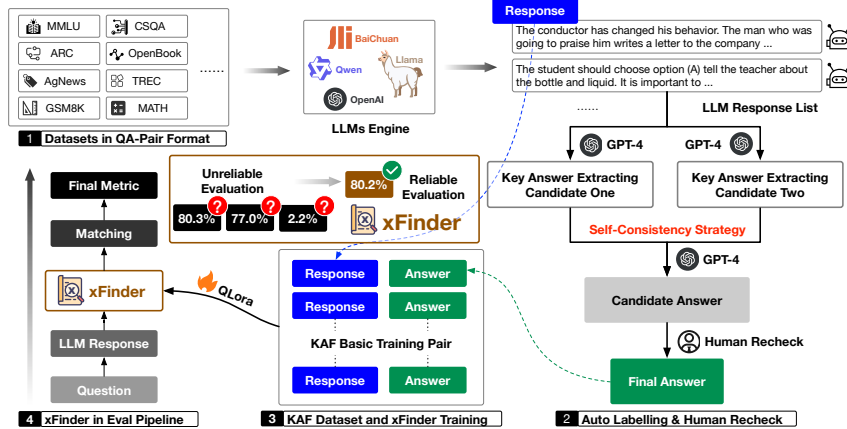 MMLU
CSQA
ARC
OpenBook
AgNews
TREC
GSM8K
MATH
......
1 Datasets in QA-Pair Format
BaiChuan
Qwen
Llama
OpenAI
LLMs Engine
Response
The conductor has changed his behavior. The man who was
going to praise him writes a letter to the company ...
The student should choose option (A) tell the teacher about
the bottle and liquid. It is important to ...
......
LLM Response List
GPT-4
GPT-4
Key Answer Extracting
Candidate One
Key Answer Extracting
Candidate Two
Self-Consistency Strategy
GPT-4
Candidate Answer
Human Recheck
Final Answer
2 Auto Labelling & Human Recheck
Unreliable
Evaluation
80.3%
?
77.0%
?
2.2%
?
80.2%
Reliable
Evaluation
xFinder
Response
Answer
Response
Answer
KAF Basic Training Pair
Response
Answer
3 KAF Dataset and xFinder Training
QLora
Final Metric
Matching
xFinder
LLM Response
Question
4 xFinder in Eval Pipeline